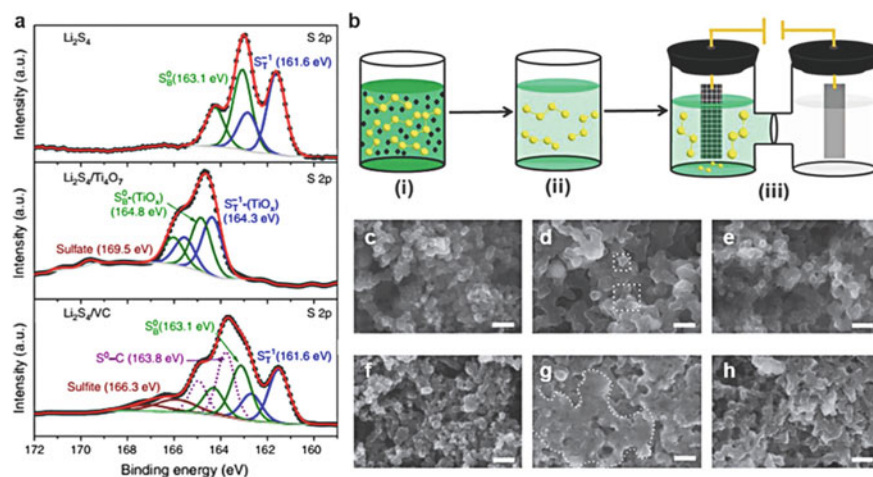 a
Intensity (a.u.)
Li₂S₄
S 2p
S_B^0 (163.1 eV)
S_T^-1 (161.6 eV)
Intensity (a.u.)
Li₂S₄/Ti₄O₇
S 2p
S_B^0-(TiOₓ)
(164.8 eV)
S_T^-1-(TiOₓ)
(164.3 eV)
Sulfate (169.5 eV)
Intensity (a.u.)
Li₂S₄/VC
S 2p
S_B^0 (163.1 eV)
S^0–C (163.8 eV)
S_T^-1 (161.6 eV)
Sulfite (166.3 eV)
172 170 168 166 164 162 160
Binding energy (eV)
b
(i) (ii) (iii)
c d e
f g h